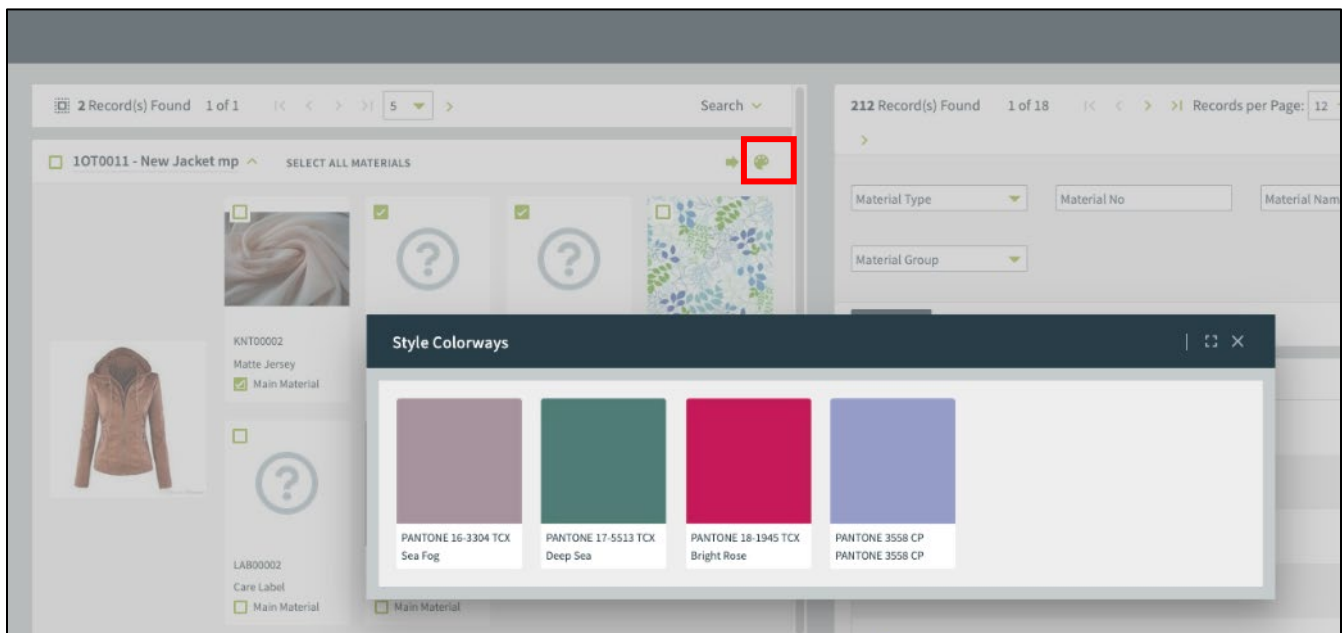 2 Record(s) Found 1 of 1 5 Search
212 Record(s) Found 1 of 18 Records per Page: 12
1OT0011 - New Jacket mp SELECT ALL MATERIALS
Material Type Material No Material Nam
Material Group
KNT00002
Matte Jersey
Main Material
Style Colorways
PANTONE 16-3304 TCX
Sea Fog
PANTONE 17-5513 TCX
Deep Sea
PANTONE 18-1945 TCX
Bright Rose
PANTONE 3558 CP
PANTONE 3558 CP
LAB00002
Care Label
Main Material
Main Material